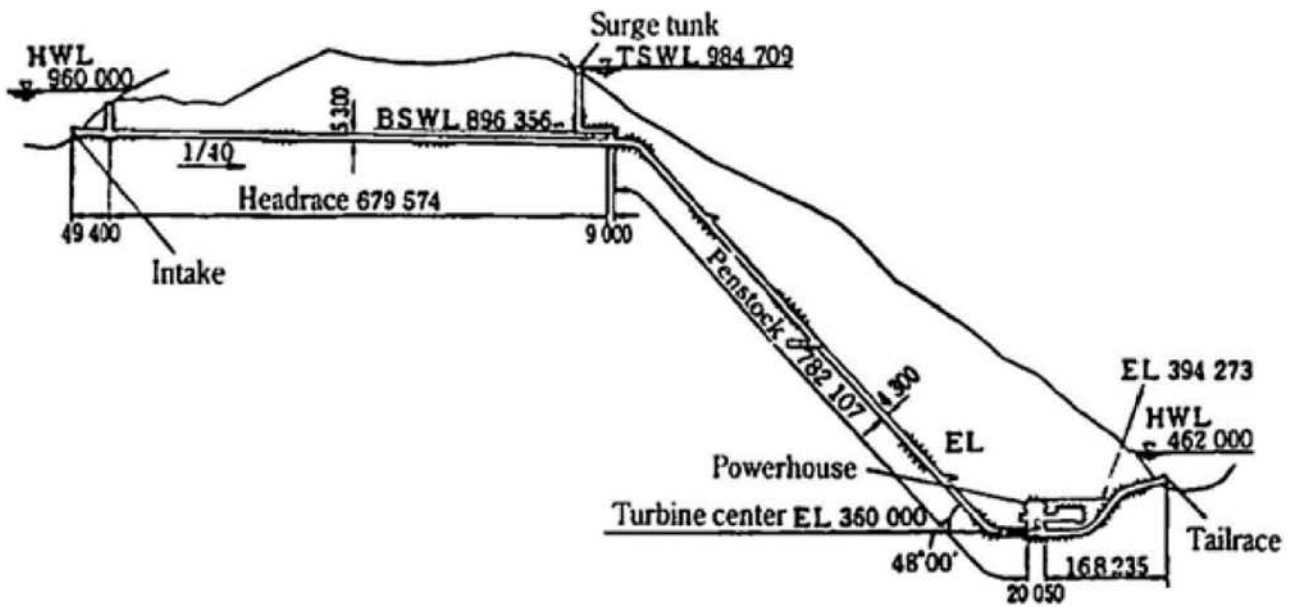 Surge tunk
HWL
TSWL 984 709
960 000
5 300
BSWL 896 356
1/40
Headrace 679 574
49 400
9 000
Intake
Penstock 782 107
4 300
EL 394 273
EL
HWL
462 000
Powerhouse
Turbine center EL 360 000
Tailrace
48°00′
168 235
20 050